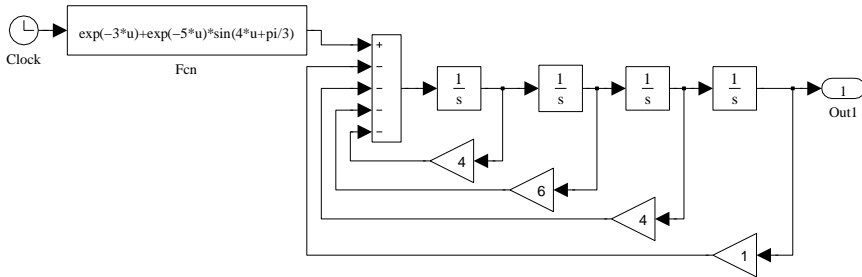 exp(−3*u)+exp(−5*u)*sin(4*u+pi/3)
Clock
Fcn
+
−
−
−
−
1
s
1
s
1
s
1
s
1
Out1
4
6
4
1